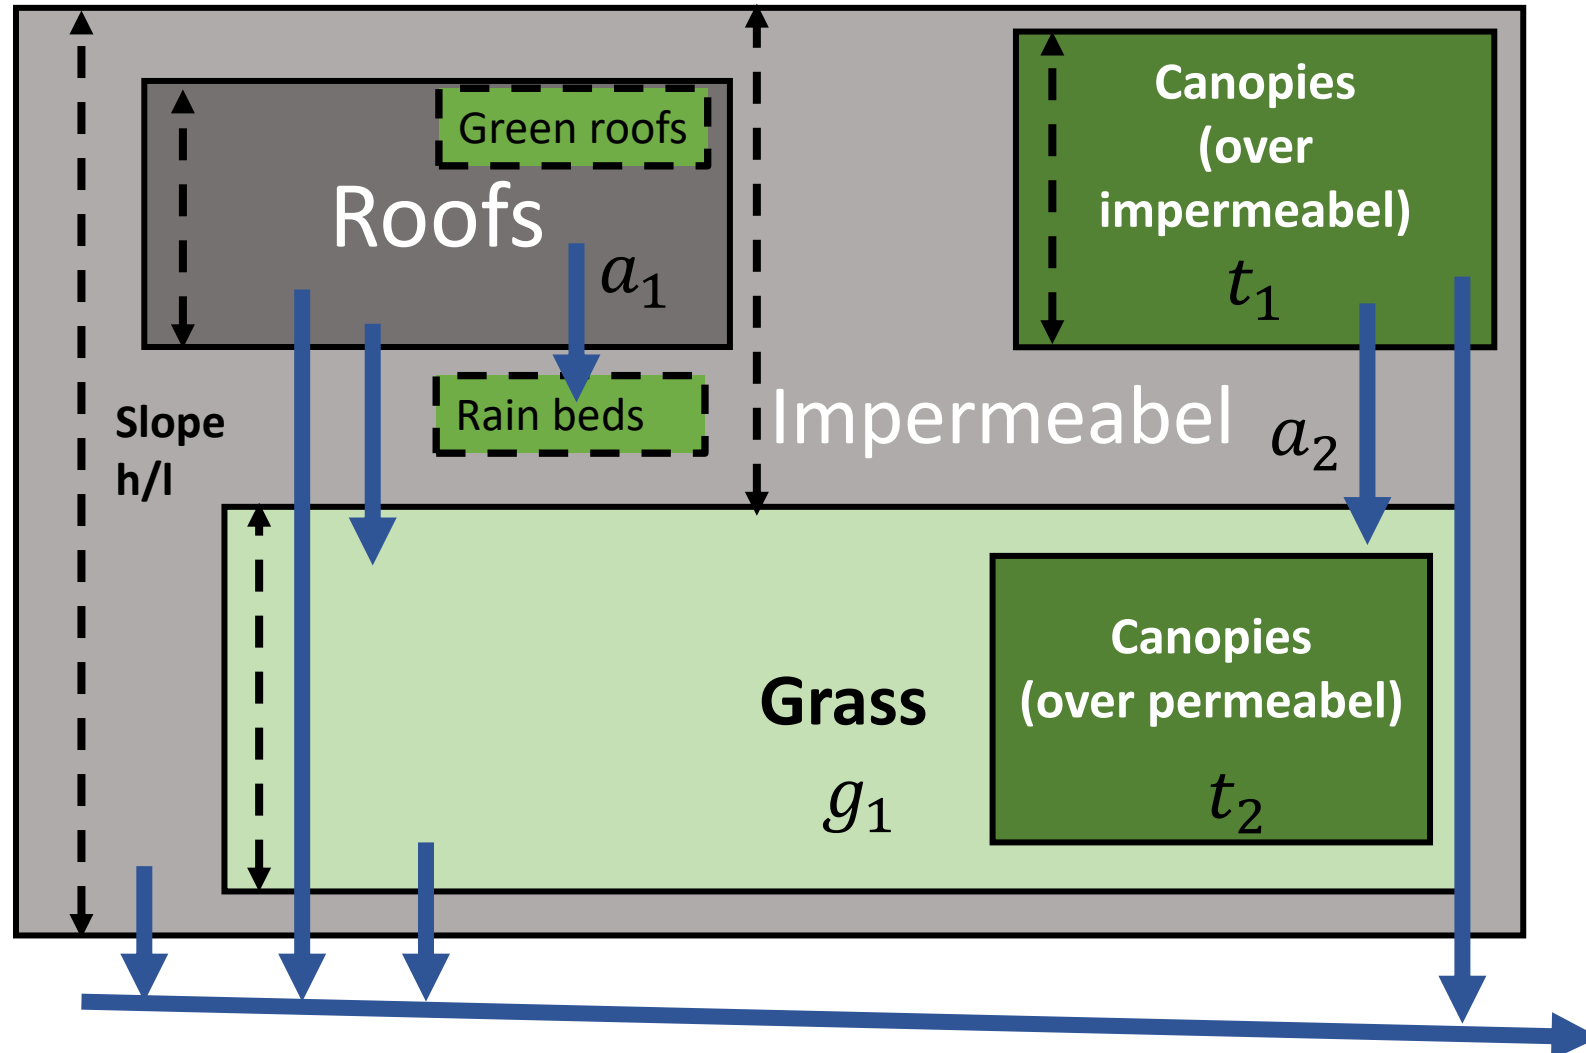 Green roofs
Roofs
a₁
Canopies
(over
impermeabel)
t₁
Slope
h/l
Rain beds
Impermeabel
a₂
Canopies
(over permeabel)
t₂
Grass
g₁